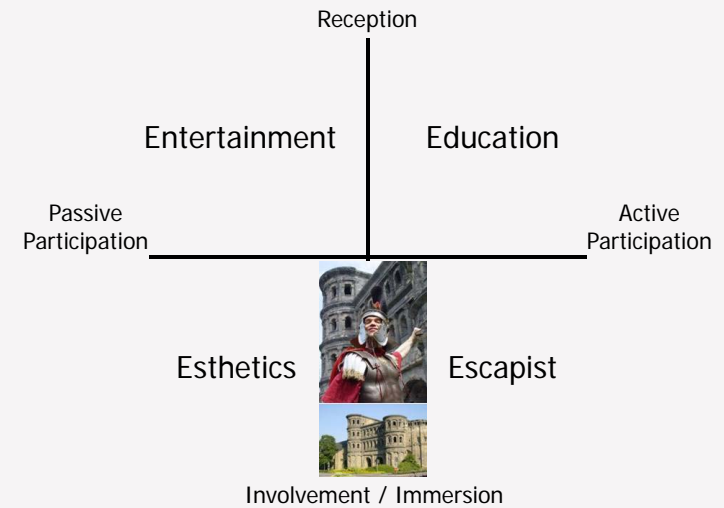 Reception
Entertainment
Education
Passive
Participation
Active
Participation
Esthetics
Escapist
Involvement / Immersion